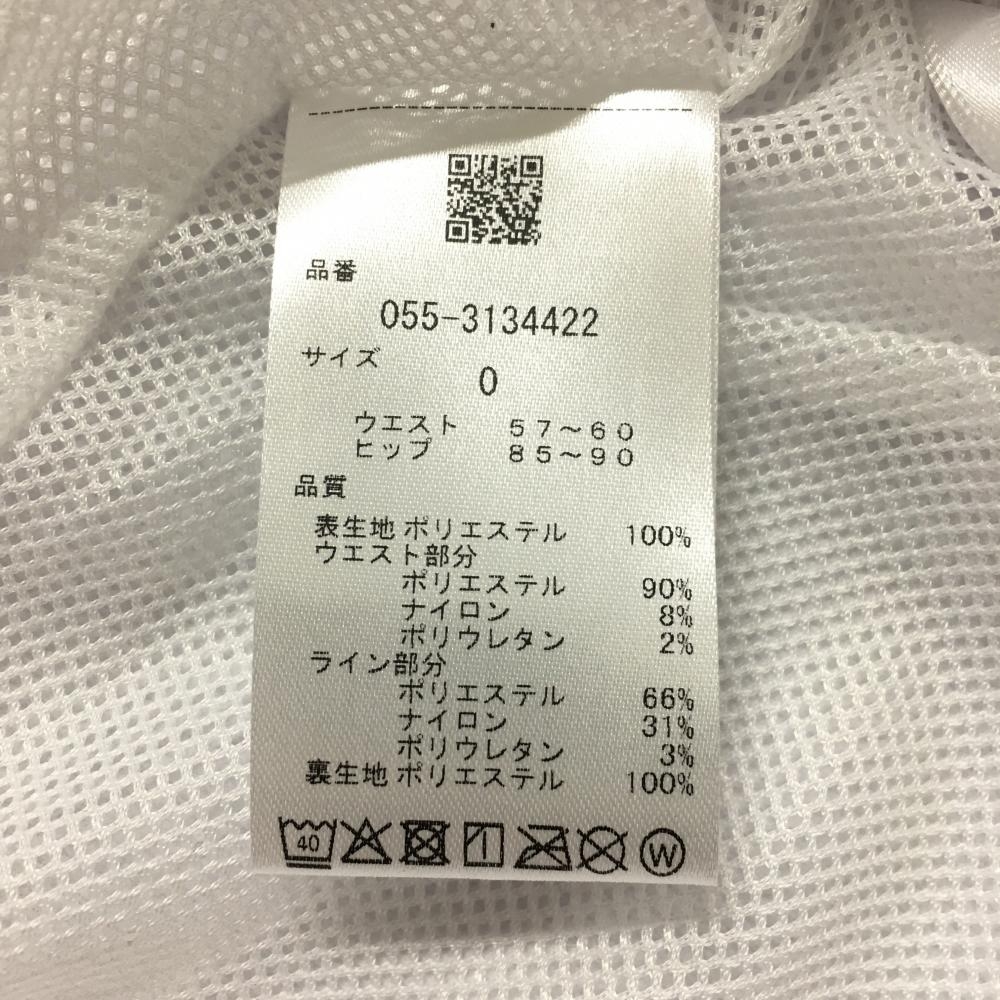 品番
055-3134422
サイズ
0
ウエスト 57～60
ヒップ 85～90
品質
表生地 ポリエステル 100%
ウエスト部分
ポリエステル 90%
ナイロン 8%
ポリウレタン 2%
ライン部分
ポリエステル 66%
ナイロン 31%
ポリウレタン 3%
裏生地 ポリエステル 100%
40 W